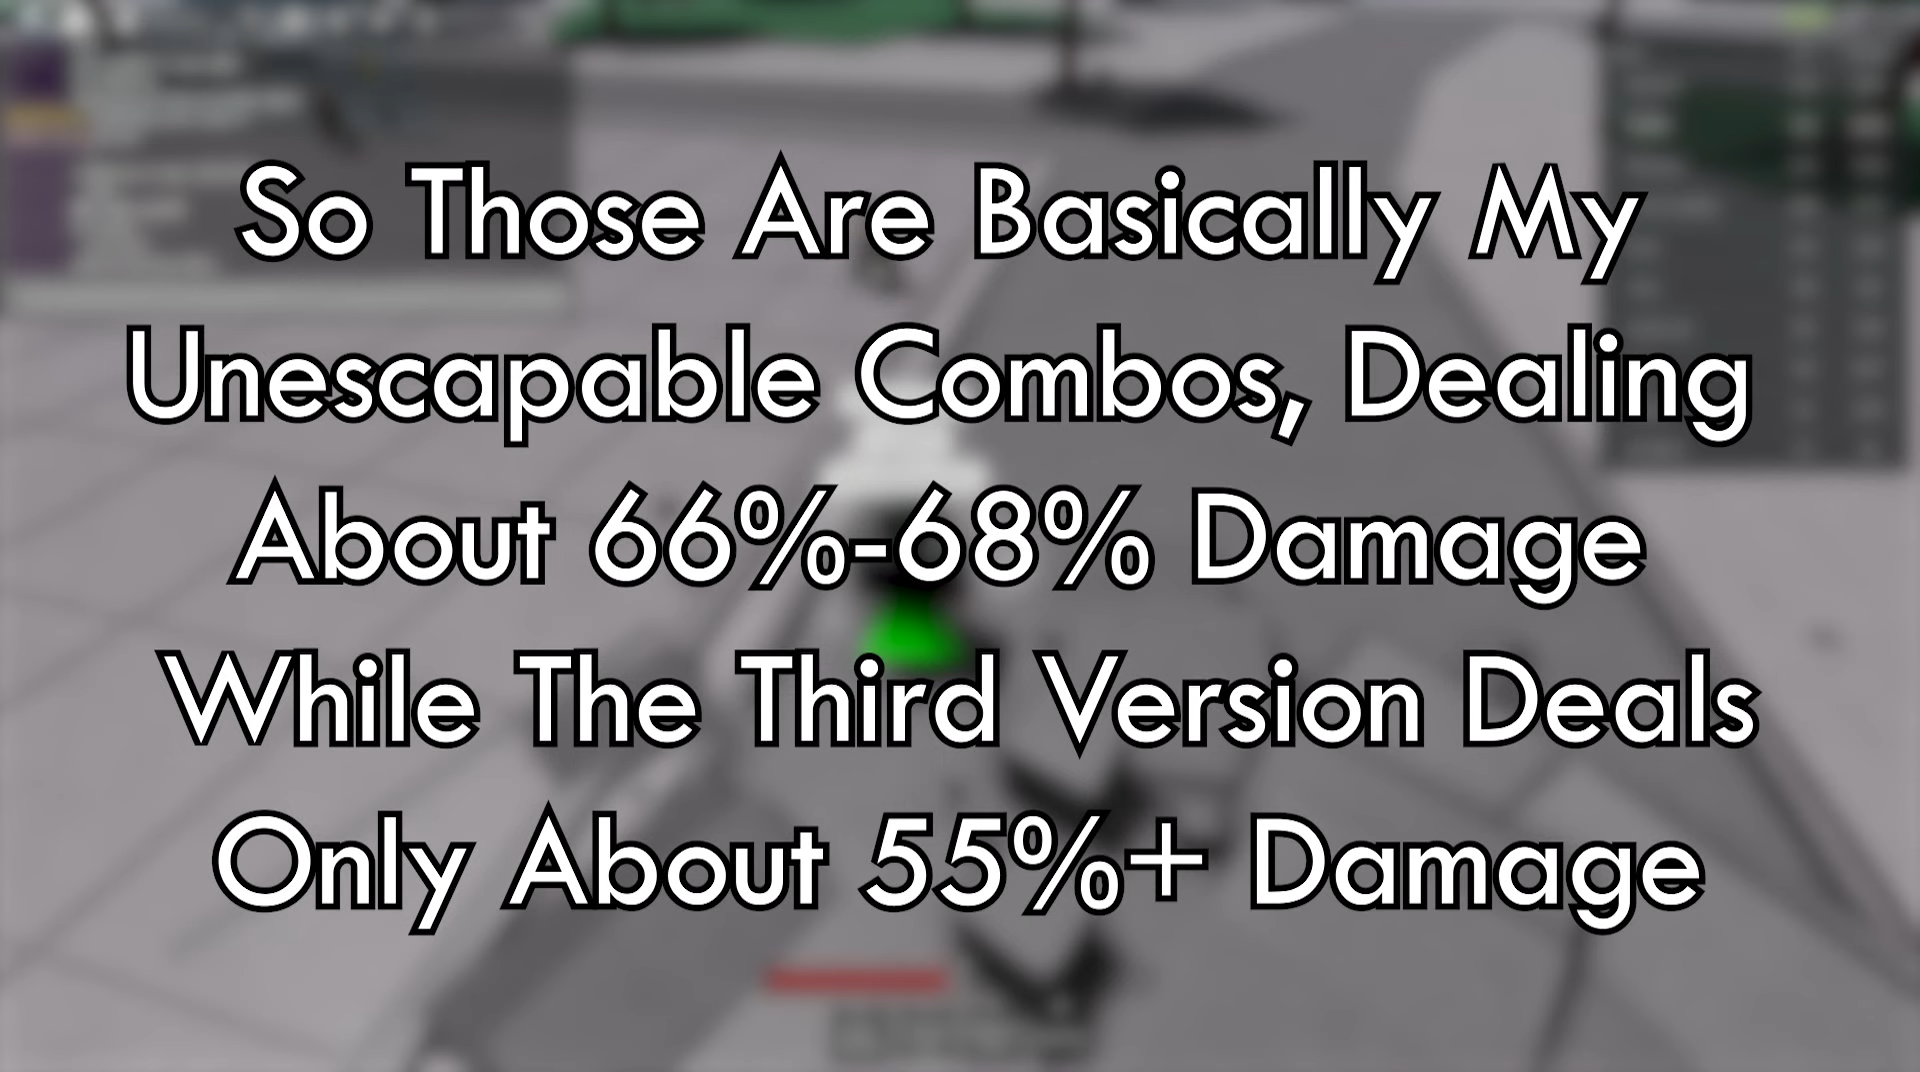 So Those Are Basically My
Unescapable Combos, Dealing
About 66%-68% Damage
While The Third Version Deals
Only About 55%+ Damage